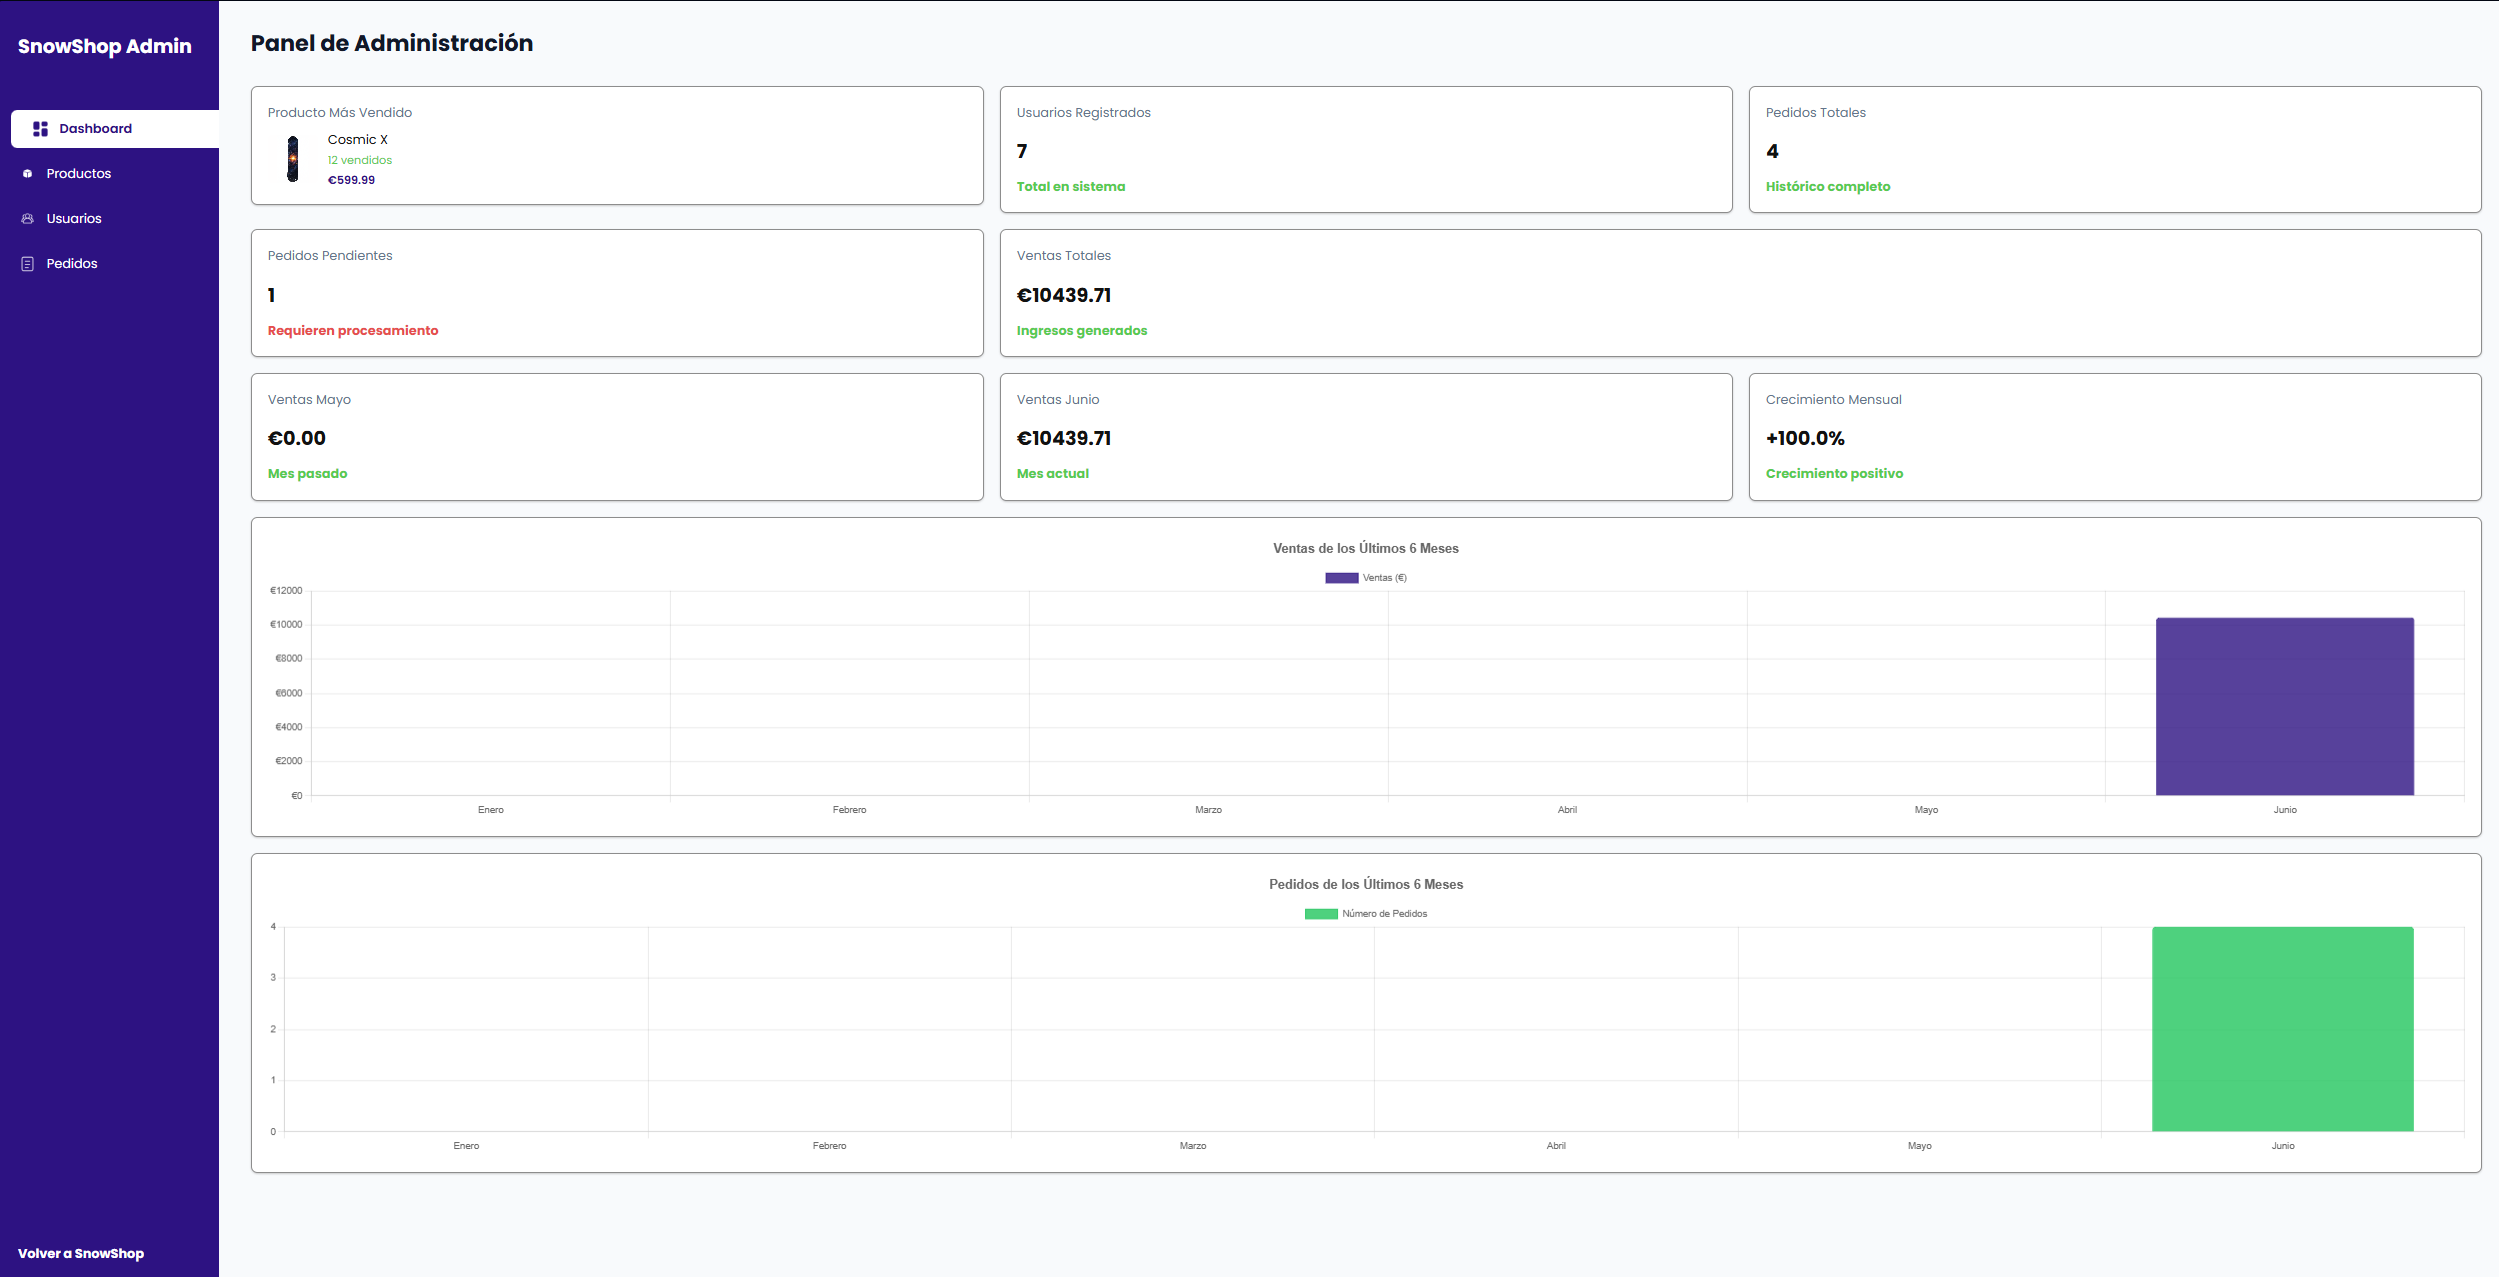 SnowShop Admin
Dashboard
Productos
Usuarios
Pedidos
Volver a SnowShop
Panel de Administración
Producto Más Vendido
Cosmic X
12 vendidos
€599.99
Usuarios Registrados
7
Total en sistema
Pedidos Totales
4
Histórico completo
Pedidos Pendientes
1
Requieren procesamiento
Ventas Totales
€10439.71
Ingresos generados
Ventas Mayo
€0.00
Mes pasado
Ventas Junio
€10439.71
Mes actual
Crecimiento Mensual
+100.0%
Crecimiento positivo
Ventas de los Últimos 6 Meses
Ventas (€)
€12000
€10000
€8000
€6000
€4000
€2000
€0
Enero Febrero Marzo Abril Mayo Junio
Pedidos de los Últimos 6 Meses
Número de Pedidos
4
3
2
1
0
Enero Febrero Marzo Abril Mayo Junio